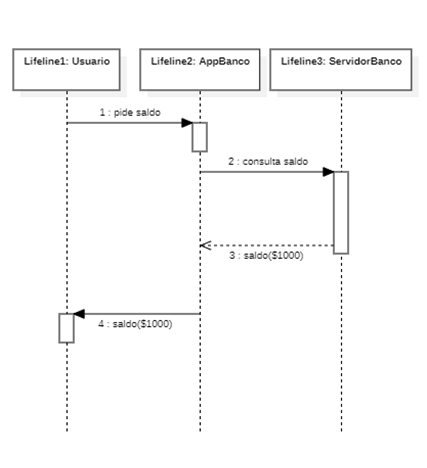 Lifeline1: Usuario
Lifeline2: AppBanco
Lifeline3: ServidorBanco
1 : pide saldo
2 : consulta saldo
3 : saldo($1000)
4 : saldo($1000)